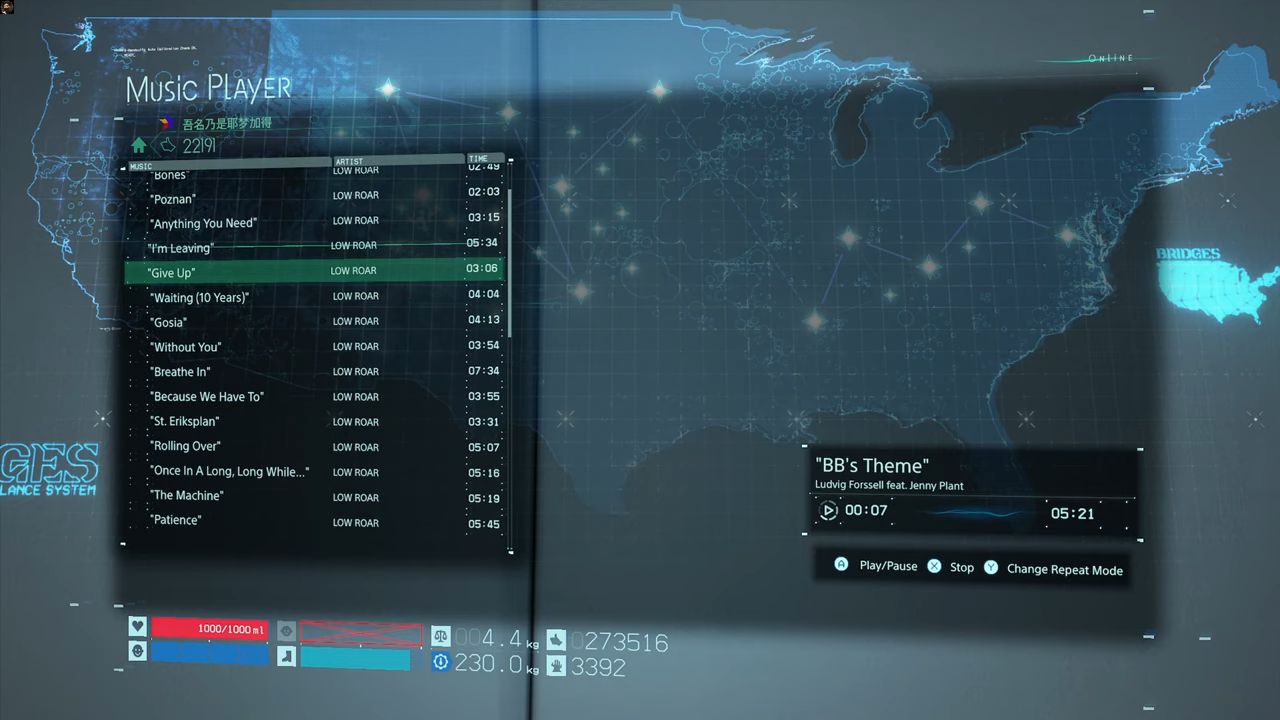 ONLINE
MUSIC PLAYER
吾名乃是耶梦加得
22191
MUSIC ARTIST TIME
"Bones" LOW ROAR 02:49
"Poznan" LOW ROAR 02:03
"Anything You Need" LOW ROAR 03:15
"I'm Leaving" LOW ROAR 05:34
"Give Up" LOW ROAR 03:06
"Waiting (10 Years)" LOW ROAR 04:04
"Gosia" LOW ROAR 04:13
"Without You" LOW ROAR 03:54
"Breathe In" LOW ROAR 07:34
"Because We Have To" LOW ROAR 03:55
"St. Eriksplan" LOW ROAR 03:31
"Rolling Over" LOW ROAR 05:07
"Once In A Long, Long While..." LOW ROAR 05:16
"The Machine" LOW ROAR 05:19
"Patience" LOW ROAR 05:45
BRIDGES
GES
LANCE SYSTEM
"BB's Theme"
Ludvig Forssell feat. Jenny Plant
00:07 05:21
A Play/Pause X Stop Y Change Repeat Mode
1000/1000 ml
004.4 kg 0273516
230.0 kg 3392